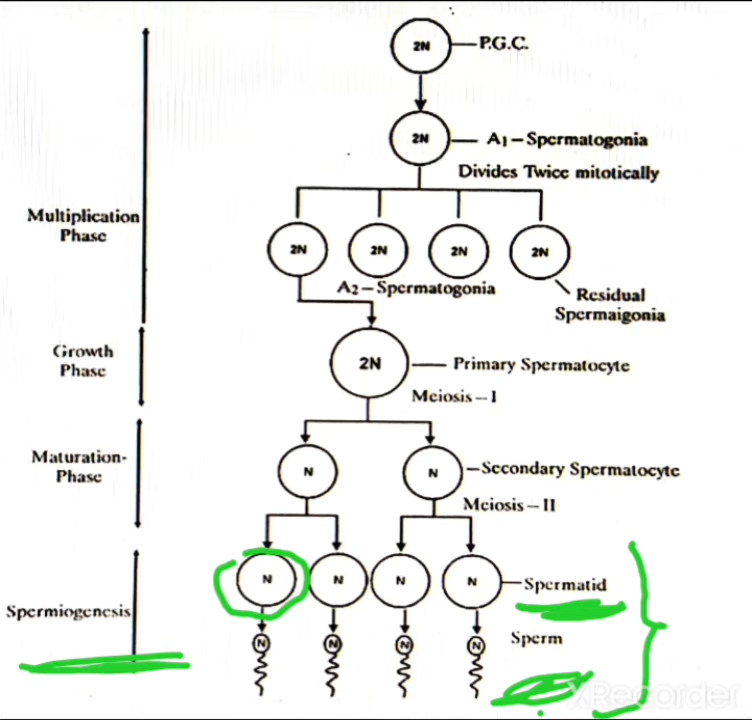 2N
P.G.C.
2N
A1 – Spermatogonia
Divides Twice mitotically
Multiplication
Phase
2N
2N
2N
2N
A2 – Spermatogonia
Residual
Spermaigonia
Growth
Phase
2N
Primary Spermatocyte
Meiosis – I
Maturation-
Phase
N
N
Secondary Spermatocyte
Meiosis – II
N
N
N
N
Spermatid
Spermiogenesis
N
N
N
N
Sperm
XRecorder